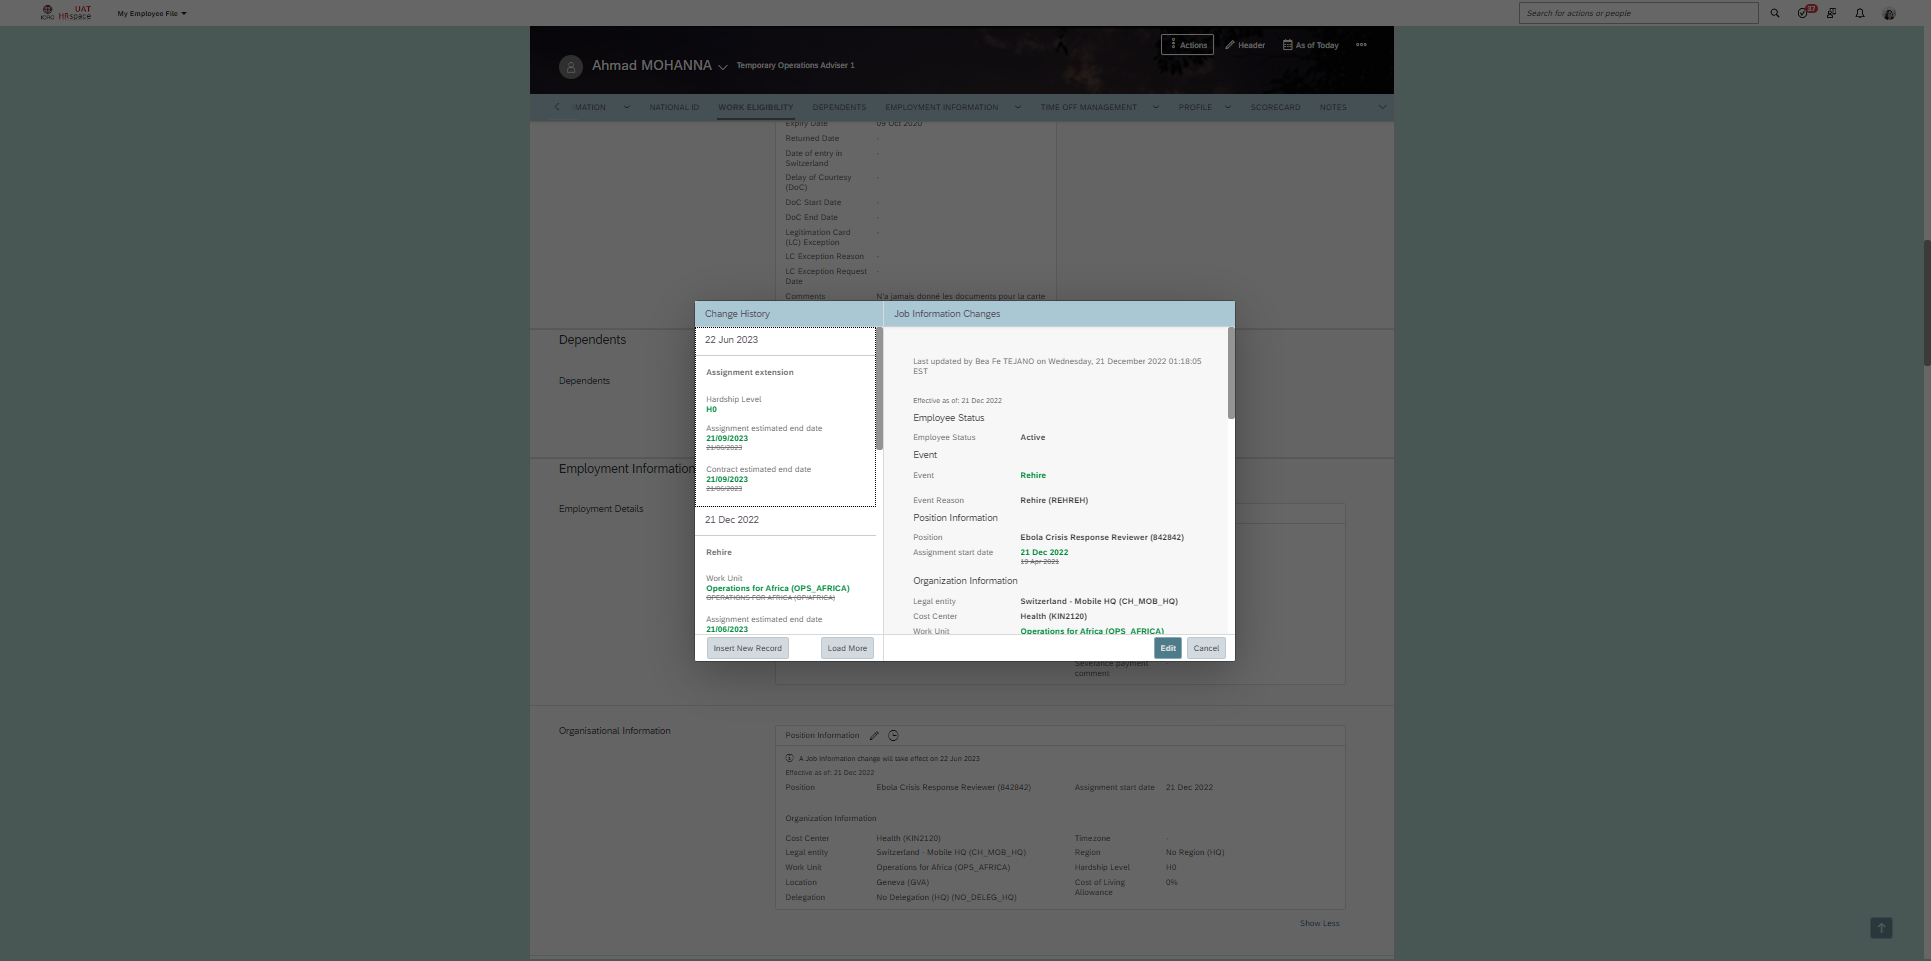 ICRC
UAT
HRspace
My Employee File
Search for actions or people
37
Ahmad MOHANNA
Temporary Operations Adviser 1
Actions
Header
As of Today
MATION
NATIONAL ID
WORK ELIGIBILITY
DEPENDENTS
EMPLOYMENT INFORMATION
TIME OFF MANAGEMENT
PROFILE
SCORECARD
NOTES
Expiry Date
09 Oct 2020
Returned Date
-
Date of entry in
Switzerland
-
Delay of Courtesy
(DoC)
-
DoC Start Date
-
DoC End Date
-
Legitimation Card
(LC) Exception
-
LC Exception Reason
-
LC Exception Request
Date
-
Comments
N'a jamais donné les documents pour la carte
Dependents
Dependents
Employment Information
Employment Details
Change History
22 Jun 2023
Assignment extension
Hardship Level
H0
Assignment estimated end date
21/09/2023
21/06/2023
Contract estimated end date
21/09/2023
21/06/2023
21 Dec 2022
Rehire
Work Unit
Operations for Africa (OPS_AFRICA)
OPERATIONS FOR AFRICA (OP/AFRICA)
Assignment estimated end date
21/06/2023
Insert New Record
Load More
Job Information Changes
Last updated by Bea Fe TEJANO on Wednesday, 21 December 2022 01:18:05
EST
Effective as of: 21 Dec 2022
Employee Status
Employee Status
Active
Event
Event
Rehire
Event Reason
Rehire (REHREH)
Position Information
Position
Ebola Crisis Response Reviewer (842842)
Assignment start date
21 Dec 2022
19 Apr 2021
Organization Information
Legal entity
Switzerland - Mobile HQ (CH_MOB_HQ)
Cost Center
Health (KIN2120)
Work Unit
Operations for Africa (OPS_AFRICA)
Edit
Cancel
Severance payment
comment
Organisational Information
Position Information
A Job Information change will take effect on 22 Jun 2023
Effective as of: 21 Dec 2022
Position
Ebola Crisis Response Reviewer (842842)
Assignment start date
21 Dec 2022
Organization Information
Cost Center
Health (KIN2120)
Timezone
-
Legal entity
Switzerland - Mobile HQ (CH_MOB_HQ)
Region
No Region (HQ)
Work Unit
Operations for Africa (OPS_AFRICA)
Hardship Level
H0
Location
Geneva (GVA)
Cost of Living
Allowance
0%
Delegation
No Delegation (HQ) (NO_DELEG_HQ)
Show Less